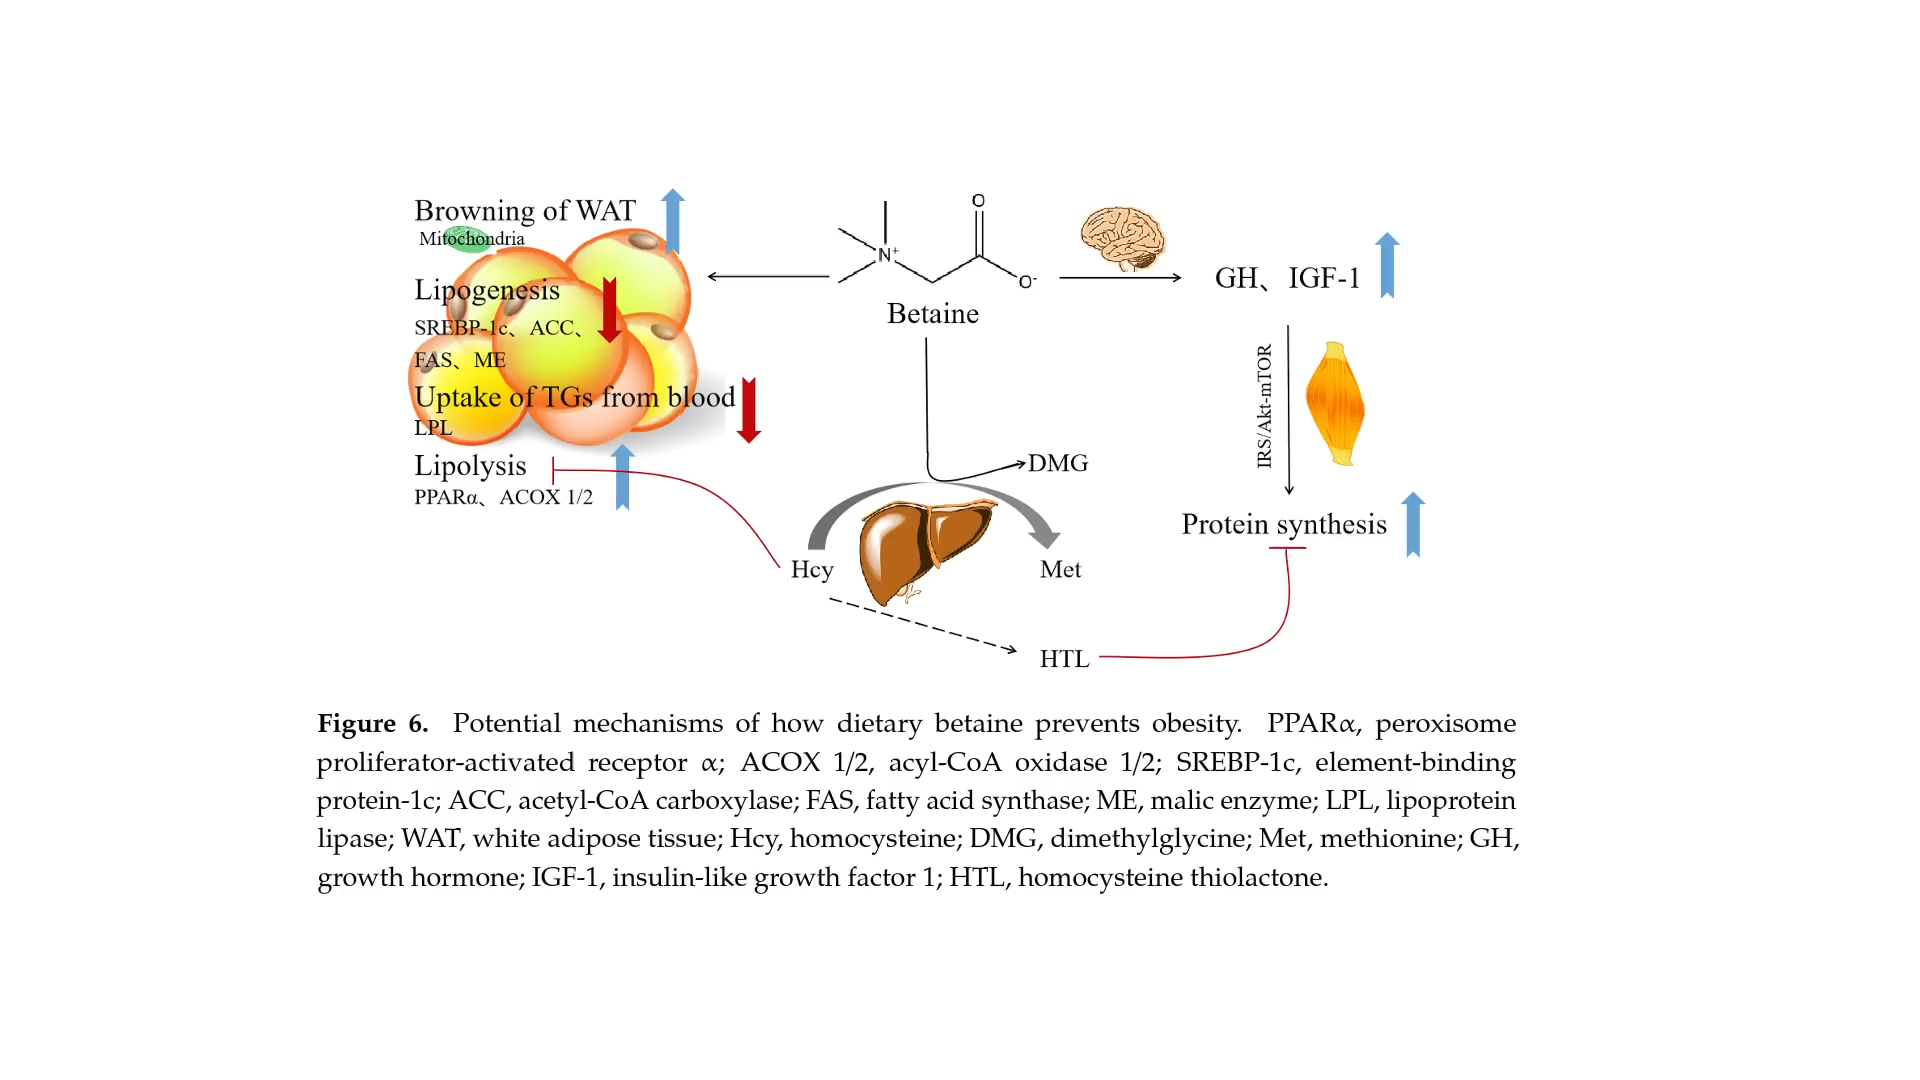 Browning of WAT
Mitochondria
Lipogenesis
SREBP-1c、ACC、
FAS、ME
Uptake of TGs from blood
LPL
Lipolysis
PPARα、ACOX 1/2
O
N+
O-
Betaine
GH、IGF-1
IRS/Akt-mTOR
DMG
Protein synthesis
Hcy
Met
HTL
Figure 6. Potential mechanisms of how dietary betaine prevents obesity. PPARα, peroxisome
proliferator-activated receptor α; ACOX 1/2, acyl-CoA oxidase 1/2; SREBP-1c, element-binding
protein-1c; ACC, acetyl-CoA carboxylase; FAS, fatty acid synthase; ME, malic enzyme; LPL, lipoprotein
lipase; WAT, white adipose tissue; Hcy, homocysteine; DMG, dimethylglycine; Met, methionine; GH,
growth hormone; IGF-1, insulin-like growth factor 1; HTL, homocysteine thiolactone.